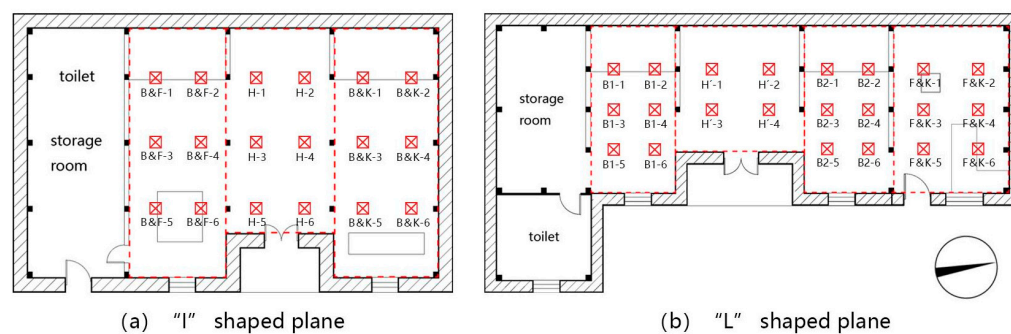 toilet
storage
room
B&F-1 B&F-2 H-1 H-2 B&K-1 B&K-2
B&F-3 B&F-4 H-3 H-4 B&K-3 B&K-4
B&F-5 B&F-6 H-5 H-6 B&K-5 B&K-6
(a) “I” shaped plane
storage
room
toilet
B1-1 B1-2 H´-1 H´-2 B2-1 B2-2 F&K-1 F&K-2
B1-3 B1-4 H´-3 H´-4 B2-3 B2-4 F&K-3 F&K-4
B1-5 B1-6 B2-5 B2-6 F&K-5 F&K-6
(b) “L” shaped plane